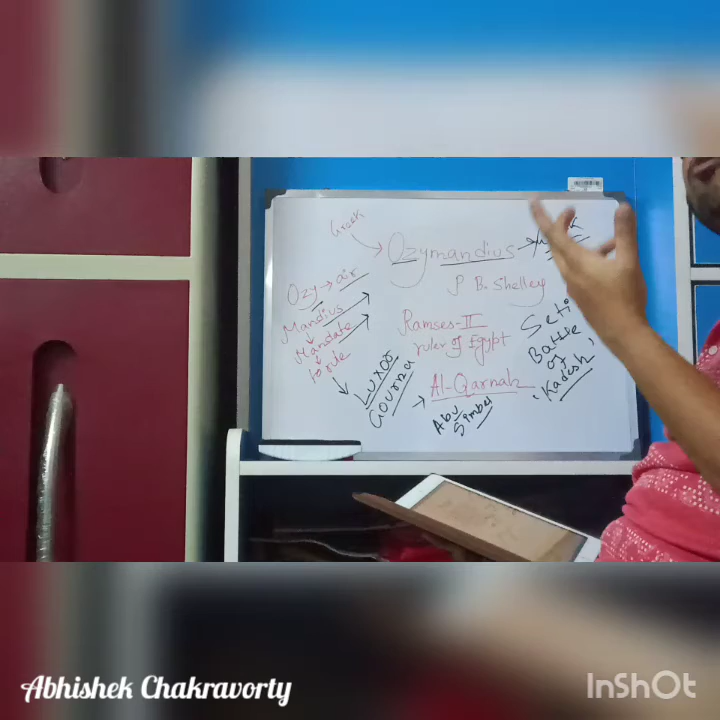 Greek
Ozymandius →
P B. Shelley
Ozy → air
Mandius
Mandate
to rule
Ramses-II
ruler of Egypt
Luxor
Gourna
→ Al-Qarnak
Abu
Simbel
Seti
Battle
of
Kadesh
Abhishek Chakravorty
InShOt